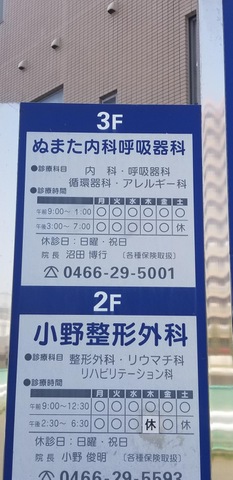 3F
ぬまた内科呼吸器科
●診療科目 内科・呼吸器科
循環器科・アレルギー科
●診療時間 月 火 水 木 金 土
午前9:00～1:00 ○ ○ ○ ○ ○ ○
午後3:00～7:00 ○ ○ ○ ○ ○ 休
休診日:日曜・祝日
院長 沼田 博行 (各種保険取扱)
☎0466-29-5001
2F
小野整形外科
●診療科目 整形外科・リウマチ科
リハビリテーション科
●診療時間 月 火 水 木 金 土
午前9:00～12:30 ○ ○ ○ ○ ○ ○
午後2:30～6:30 ○ ○ ○ 休 ○ 休
休診日:日曜・祝日
院長 小野 俊明 (各種保険取扱)
☎0466-29-5593